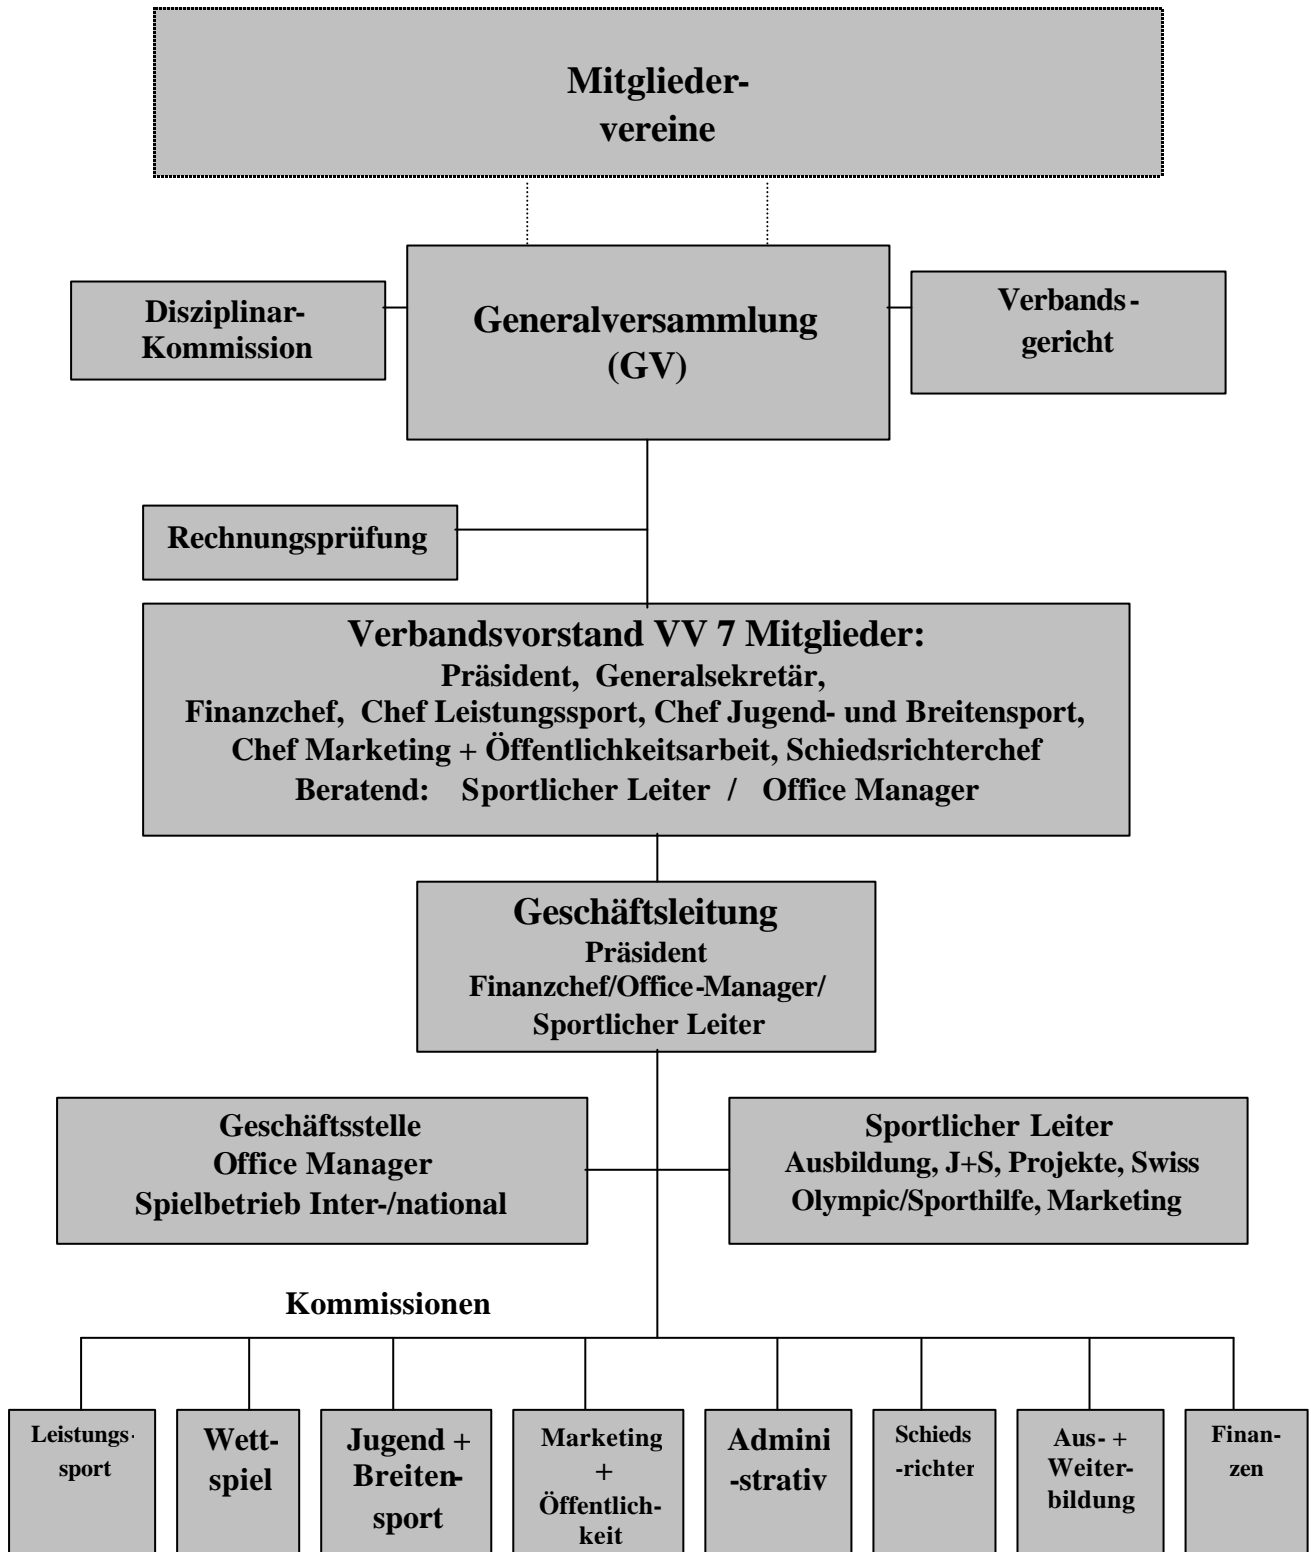 Mitglieder-
vereine
Disziplinar-
Kommission
Generalversammlung
(GV)
Verbands-
gericht
Rechnungsprüfung
Verbandsvorstand VV 7 Mitglieder:
Präsident, Generalsekretär,
Finanzchef, Chef Leistungssport, Chef Jugend- und Breitensport,
Chef Marketing + Öffentlichkeitsarbeit, Schiedsrichterchef
Beratend: Sportlicher Leiter / Office Manager
Geschäftsleitung
Präsident
Finanzchef/Office-Manager/
Sportlicher Leiter
Geschäftsstelle
Office Manager
Spielbetrieb Inter-/national
Sportlicher Leiter
Ausbildung, J+S, Projekte, Swiss
Olympic/Sporthilfe, Marketing
Kommissionen
Leistungs-
sport
Wett-
spiel
Jugend +
Breiten-
sport
Marketing
+
Öffentlich-
keit
Admini
-strativ
Schieds
-richter
Aus- +
Weiter-
bildung
Finan-
zen